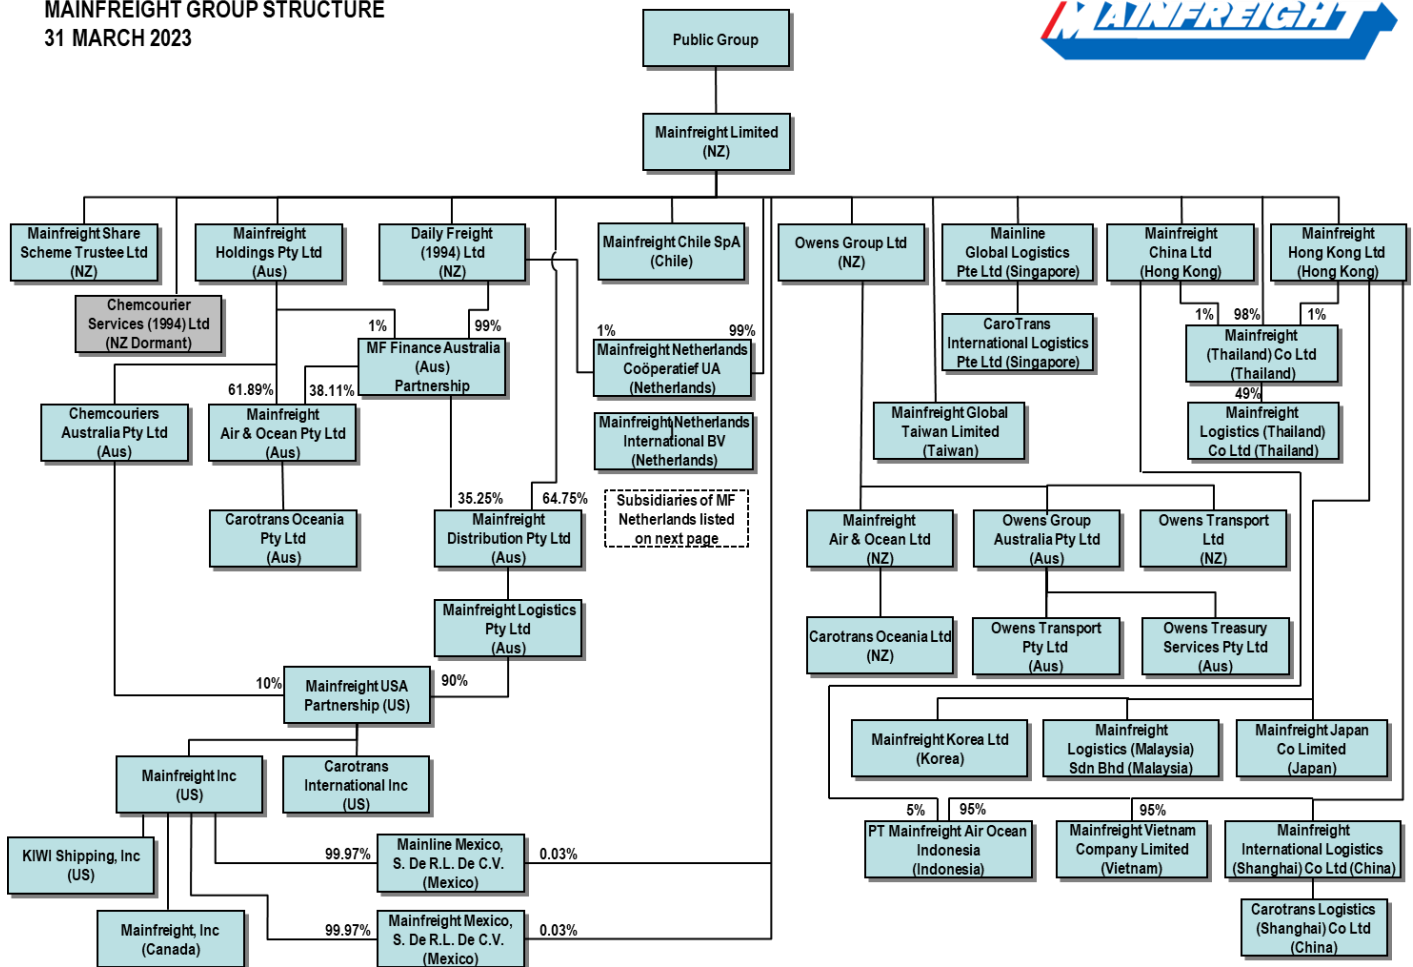 MAINFREIGHT GROUP STRUCTURE
31 MARCH 2023
MAINFREIGHT
Public Group
Mainfreight Limited
(NZ)
Mainfreight Share
Scheme Trustee Ltd
(NZ)
Mainfreight
Holdings Pty Ltd
(Aus)
Daily Freight
(1994) Ltd
(NZ)
Mainfreight Chile SpA
(Chile)
Owens Group Ltd
(NZ)
Mainline
Global Logistics
Pte Ltd (Singapore)
Mainfreight
China Ltd
(Hong Kong)
Mainfreight
Hong Kong Ltd
(Hong Kong)
Chemcourier
Services (1994) Ltd
(NZ Dormant)
1%
99%
MF Finance Australia
(Aus)
Partnership
1%
99%
Mainfreight Netherlands
Coöperatief UA
(Netherlands)
CaroTrans
International Logistics
Pte Ltd (Singapore)
1%
98%
1%
Mainfreight
(Thailand) Co Ltd
(Thailand)
61.89%
38.11%
49%
Chemcouriers
Australia Pty Ltd
(Aus)
Mainfreight
Air & Ocean Pty Ltd
(Aus)
Mainfreight Netherlands
International BV
(Netherlands)
Mainfreight Global
Taiwan Limited
(Taiwan)
Mainfreight
Logistics (Thailand)
Co Ltd (Thailand)
35.25%
64.75%
Subsidiaries of MF
Netherlands listed
on next page
Carotrans Oceania
Pty Ltd
(Aus)
Mainfreight
Distribution Pty Ltd
(Aus)
Mainfreight
Air & Ocean Ltd
(NZ)
Owens Group
Australia Pty Ltd
(Aus)
Owens Transport
Ltd
(NZ)
Mainfreight Logistics
Pty Ltd
(Aus)
Carotrans Oceania Ltd
(NZ)
Owens Transport
Pty Ltd
(Aus)
Owens Treasury
Services Pty Ltd
(Aus)
10%
90%
Mainfreight USA
Partnership (US)
Mainfreight Korea Ltd
(Korea)
Mainfreight
Logistics (Malaysia)
Sdn Bhd (Malaysia)
Mainfreight Japan
Co Limited
(Japan)
Mainfreight Inc
(US)
Carotrans
International Inc
(US)
5%
95%
95%
PT Mainfreight Air Ocean
Indonesia
(Indonesia)
Mainfreight Vietnam
Company Limited
(Vietnam)
Mainfreight
International Logistics
(Shanghai) Co Ltd (China)
KIWI Shipping, Inc
(US)
99.97%
Mainline Mexico,
S. De R.L. De C.V.
(Mexico)
0.03%
Mainfreight, Inc
(Canada)
99.97%
Mainfreight Mexico,
S. De R.L. De C.V.
(Mexico)
0.03%
Carotrans Logistics
(Shanghai) Co Ltd
(China)